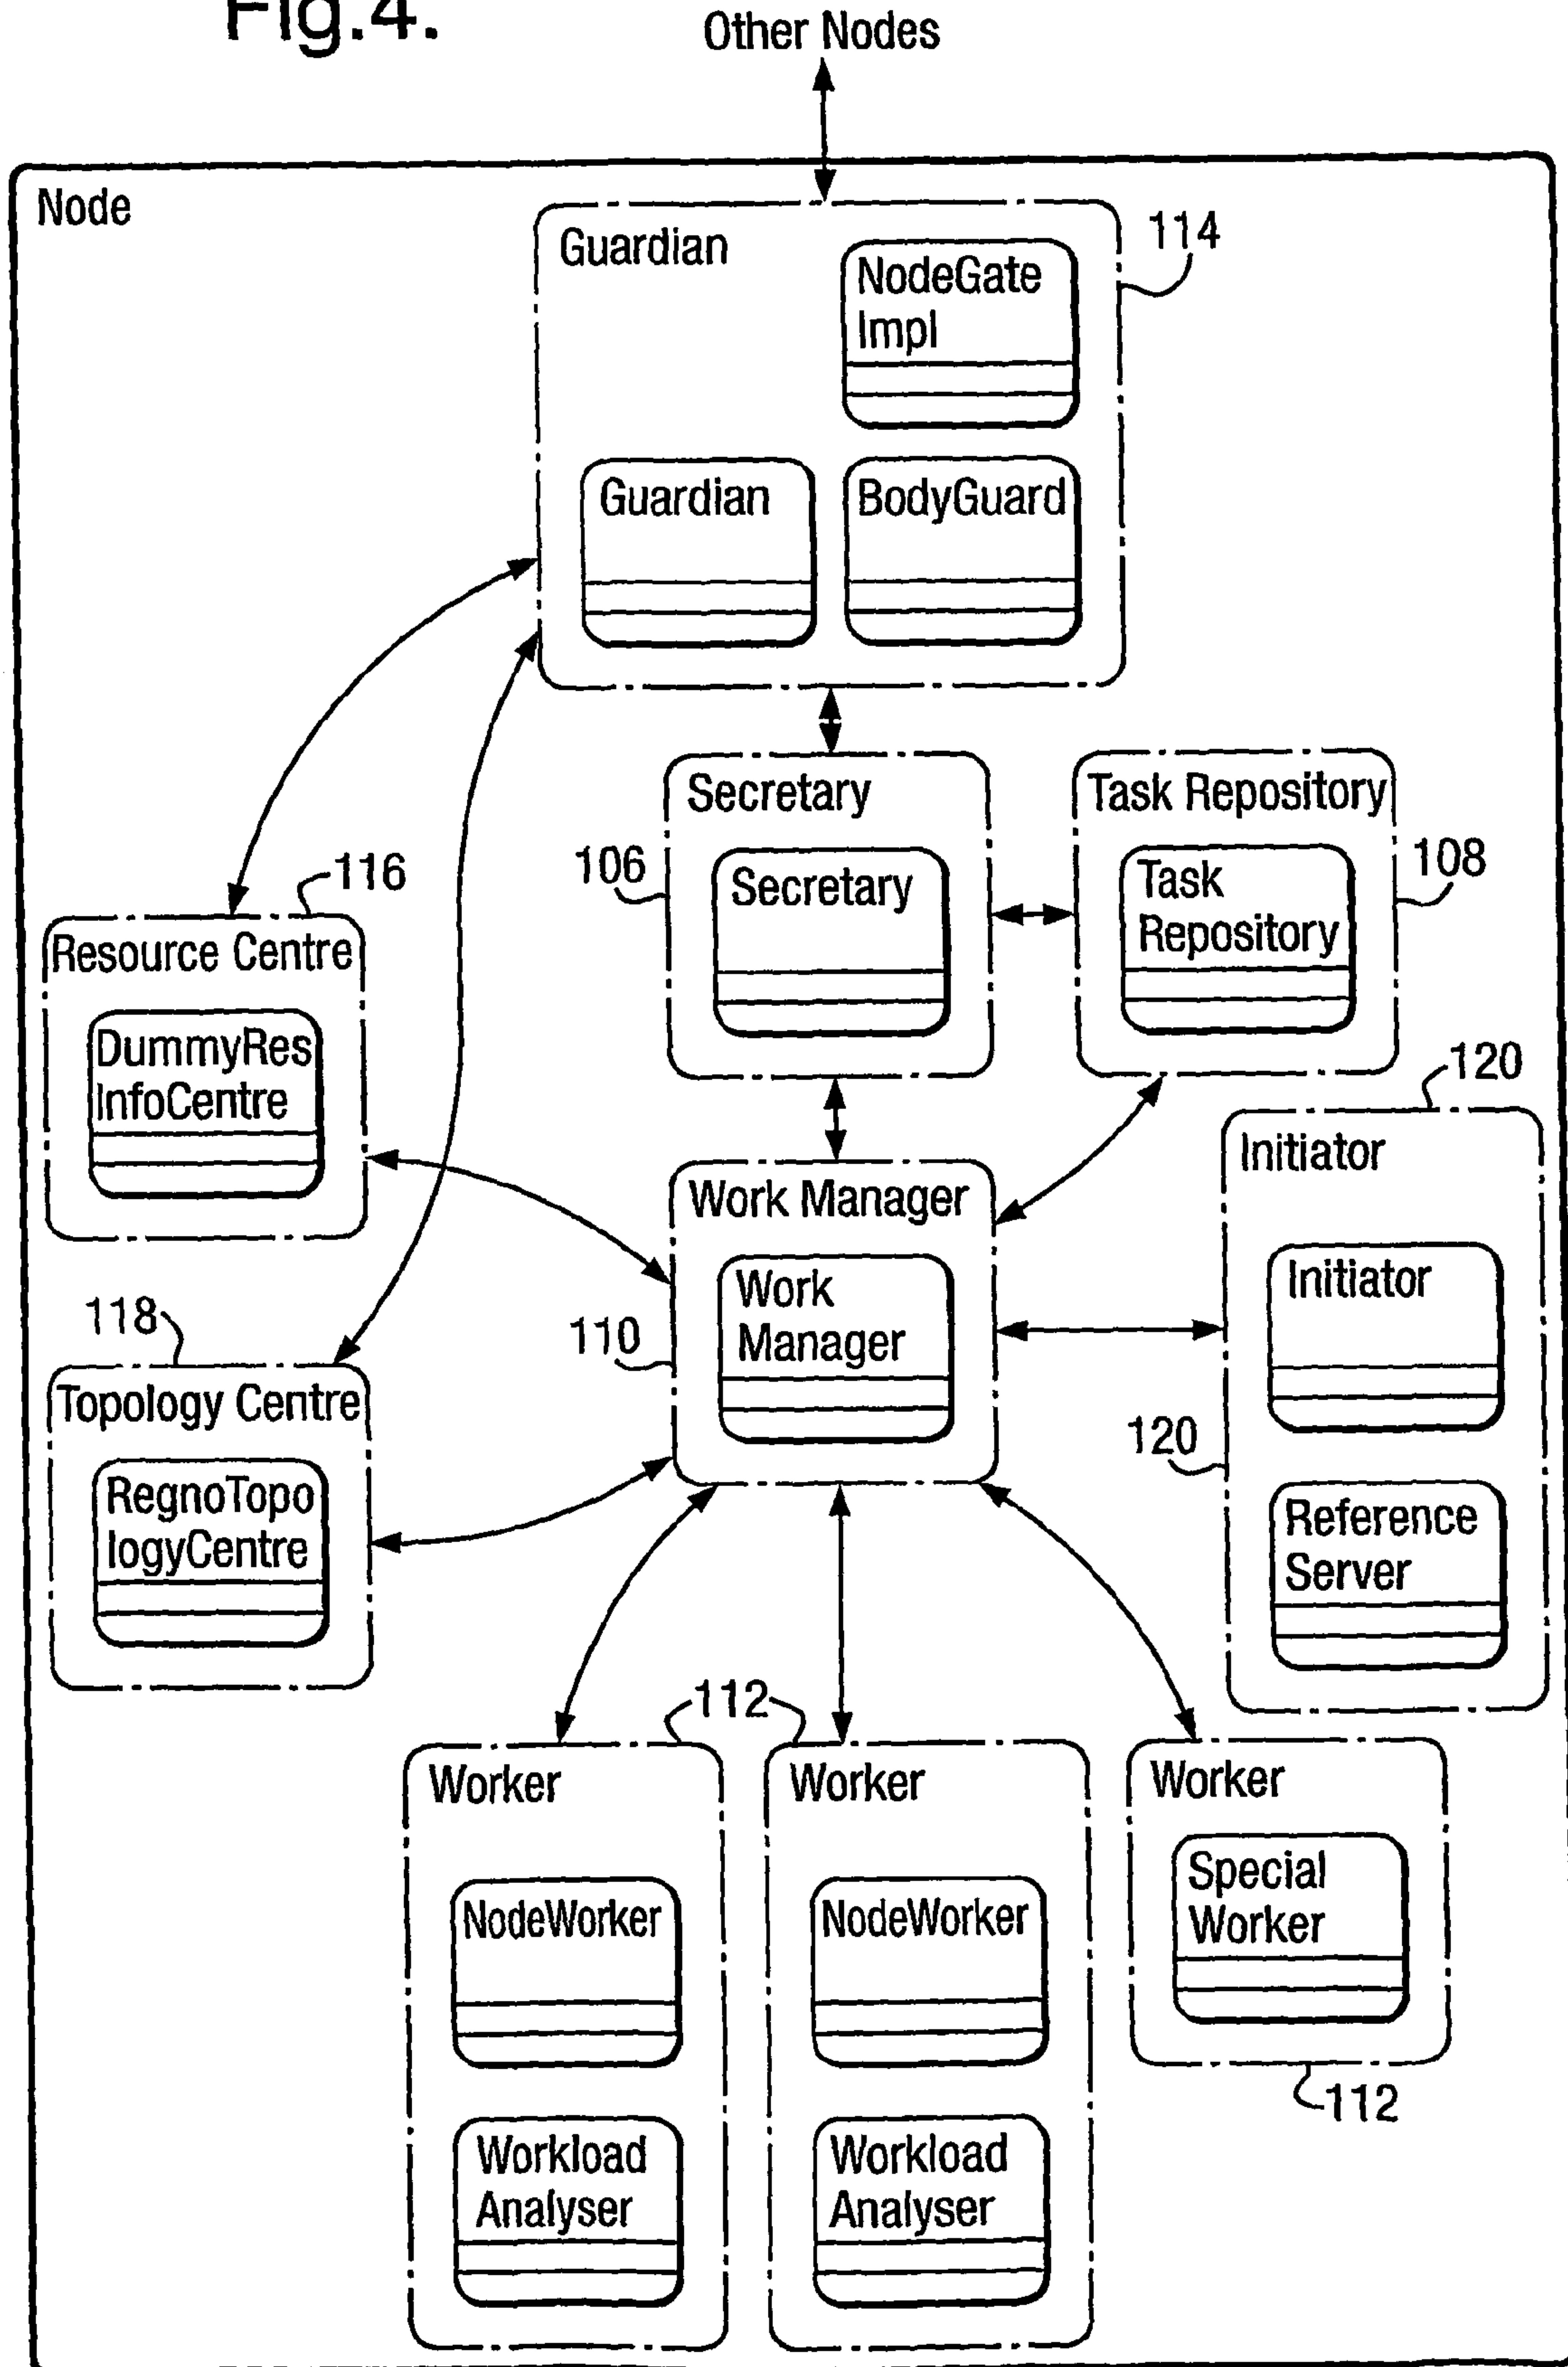 Fig.4.
Other Nodes
Node
Guardian
114
NodeGate
Impl
Guardian
BodyGuard
Secretary
Task Repository
106
Secretary
Task
Repository
108
116
Resource Centre
DummyRes
InfoCentre
120
Initiator
Work Manager
Initiator
Work
Manager
110
118
Topology Centre
RegnoTopo
logyCentre
120
Reference
Server
112
Worker
Worker
Worker
Special
Worker
NodeWorker
NodeWorker
112
Workload
Analyser
Workload
Analyser